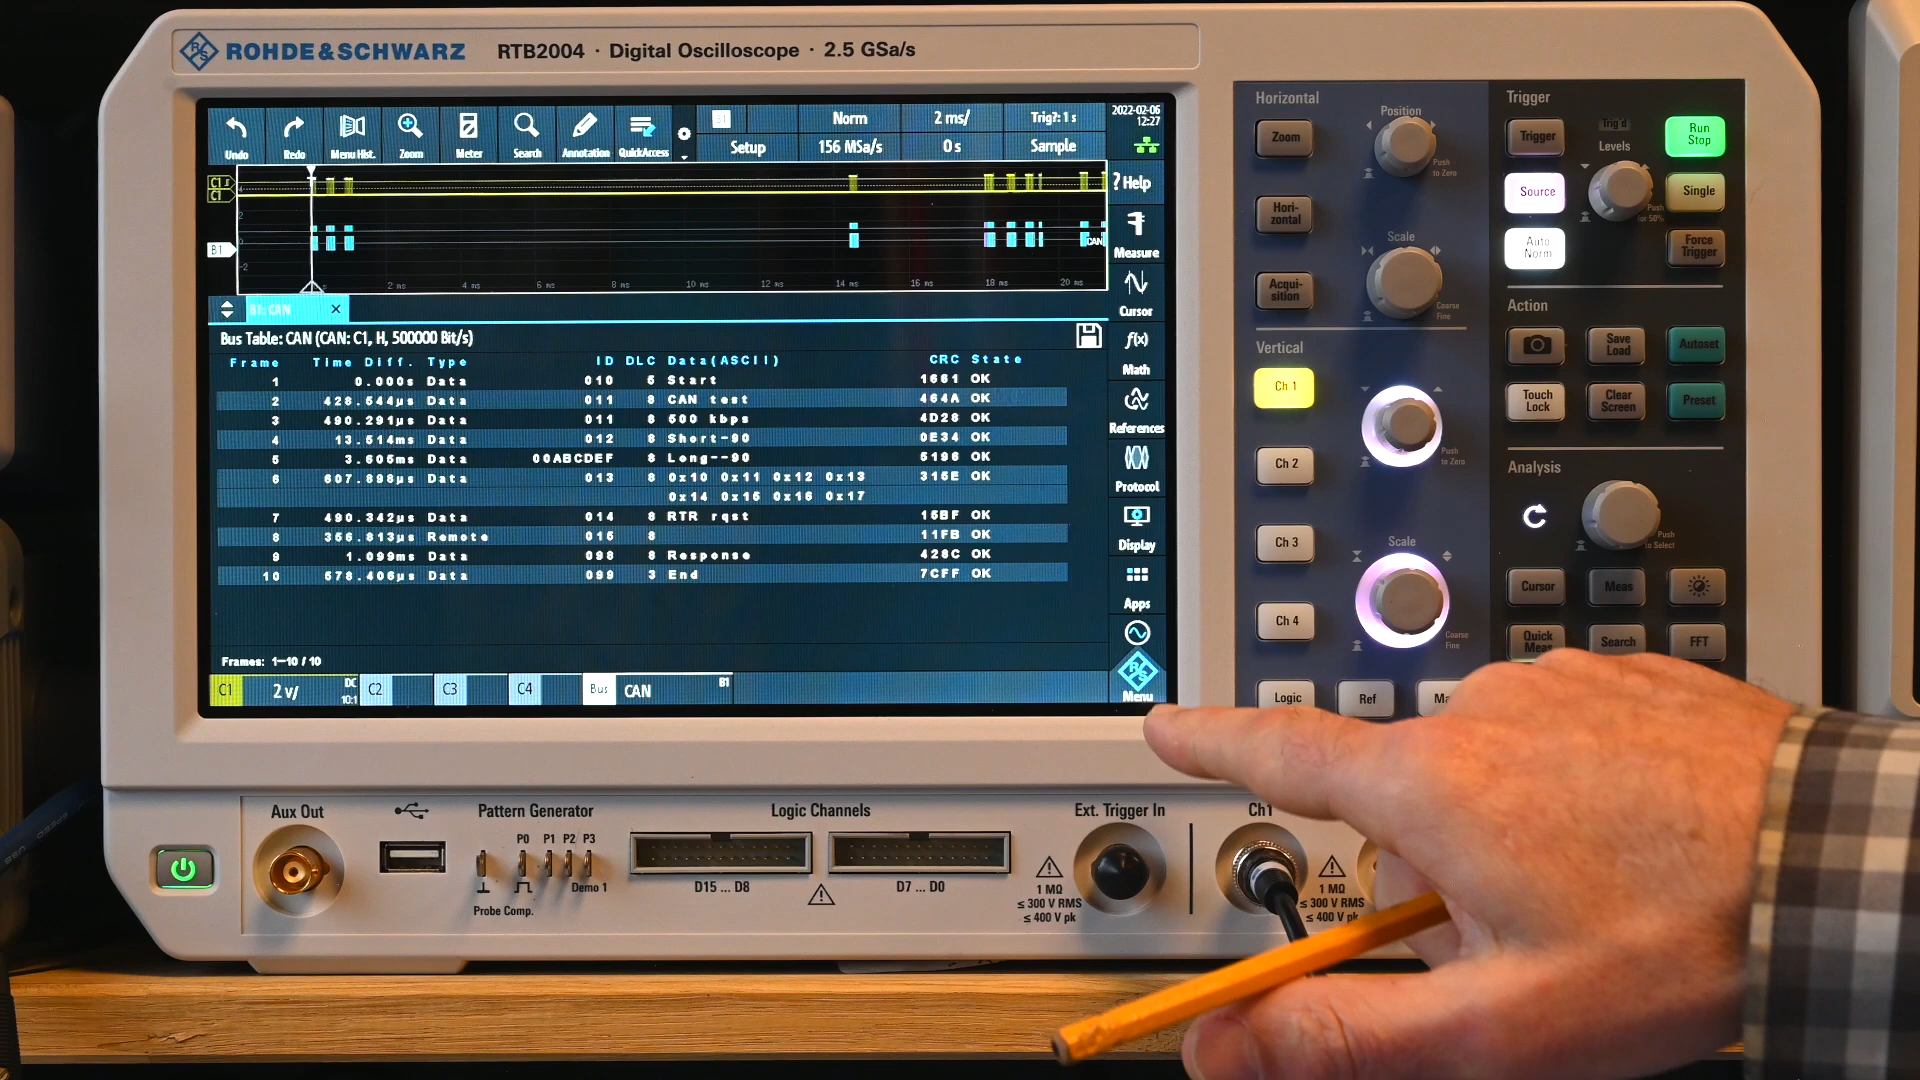 ROHDE&SCHWARZ RTB2004 · Digital Oscilloscope · 2.5 GSa/s
Undo Redo Menu Hist. Zoom Meter Search Annotation QuickAccess
B1 Norm 2 ms/ Trig?: 1 s
Setup 156 MSa/s 0 s Sample
2022-02-06
12:27
C1
C1
B1
2
-2
2 ms 4 ms 6 ms 8 ms 10 ms 12 ms 14 ms 16 ms 18 ms 20 ms
CAN
B1: CAN
Bus Table: CAN (CAN: C1, H, 500000 Bit/s)
Frame Time Diff. Type ID DLC Data(ASCII) CRC State
1 0.000s Data 010 5 Start 1661 OK
2 428.544µs Data 011 8 CAN test 464A OK
3 490.291µs Data 011 8 500 kbps 4D28 OK
4 13.514ms Data 012 8 Short-90 0E34 OK
5 3.605ms Data 00ABCDEF 8 Long--90 5196 OK
6 607.898µs Data 013 8 0x10 0x11 0x12 0x13 315E OK
0x14 0x15 0x16 0x17
7 490.342µs Data 014 8 RTR rqst 15BF OK
8 356.813µs Remote 015 8 11FB OK
9 1.099ms Data 098 8 Response 428C OK
10 578.406µs Data 099 3 End 7CFF OK
Frames: 1-10 / 10
C1 2 V/ DC
10:1
C2 C3 C4 Bus CAN B1
? Help
Measure
Cursor
f(x)
Math
References
Protocol
Display
Apps
Menu
Horizontal
Position
Zoom
Push
to Zero
Hori-
zontal
Scale
Acqui-
sition
Coarse
Fine
Vertical
Ch 1
Push
to Zero
Ch 2
Ch 3
Scale
Ch 4
Coarse
Fine
Logic Ref
Trigger
Trigger Trig'd
Levels
Run
Stop
Source
Single
Push
for 50%
Auto
Norm
Force
Trigger
Action
Save
Load
Autoset
Touch
Lock
Clear
Screen
Preset
Analysis
Push
to Select
Cursor Meas
Quick
Meas
Search FFT
Aux Out
Pattern Generator
P0 P1 P2 P3
Demo 1
Probe Comp.
Logic Channels
D15 ... D8
D7 ... D0
Ext. Trigger In
1 MΩ
≤ 300 V RMS
≤ 400 V pk
Ch1
1 MΩ
≤ 300 V RMS
≤ 400 V pk